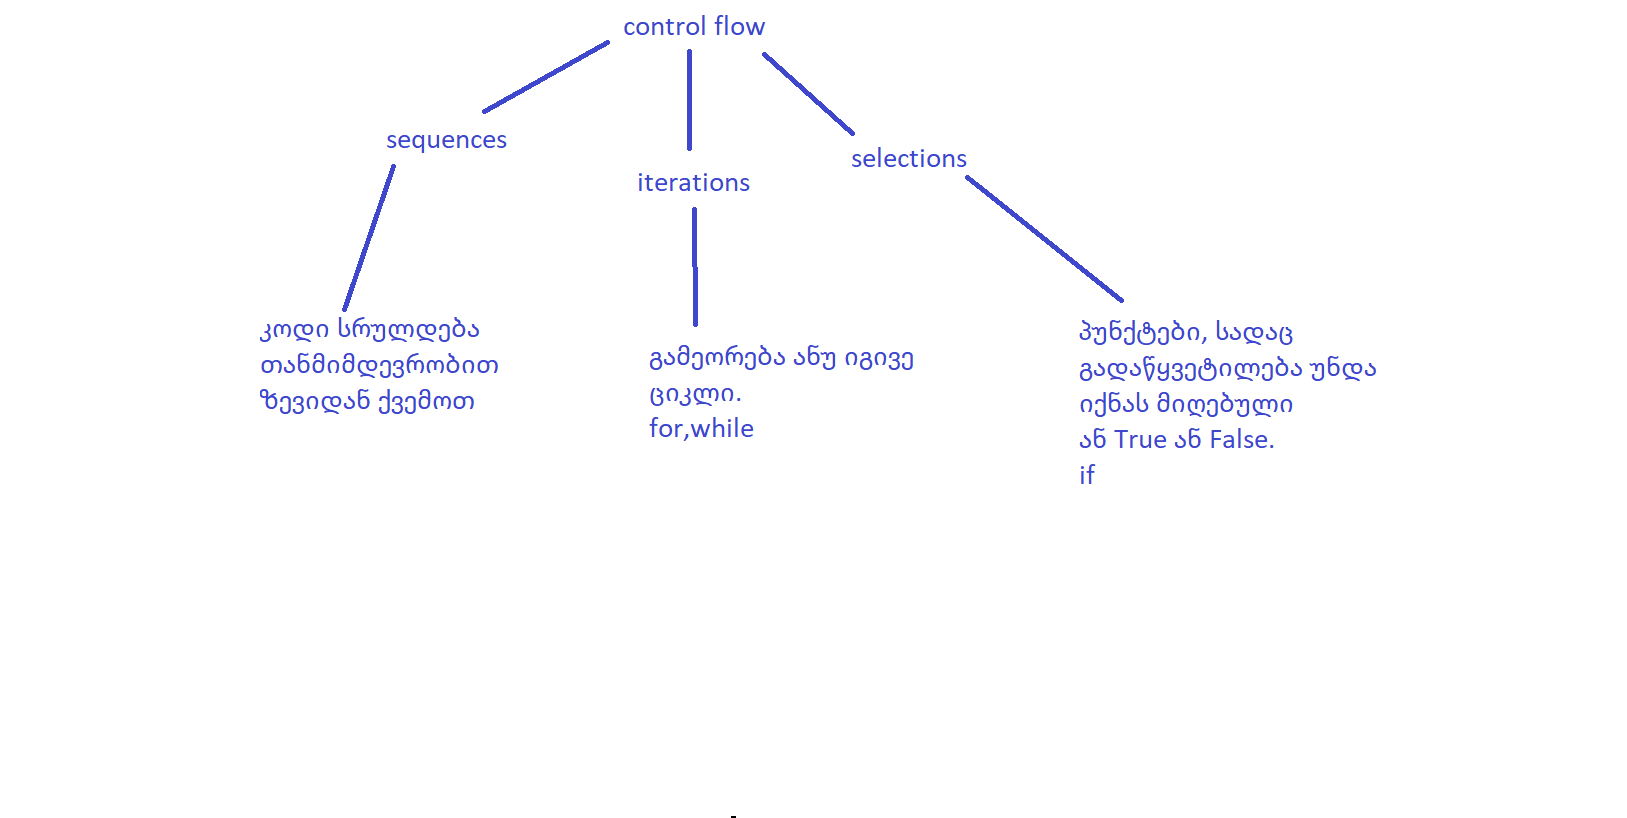 control flow
sequences
iterations
selections
კოდი სრულდება
თანმიმდევრობით
ზევიდან ქვემოთ
გამეორება ანუ იგივე
ციკლი.
for,while
პუნქტები, სადაც
გადაწყვეტილება უნდა
იქნას მიღებული
ან True ან False.
if